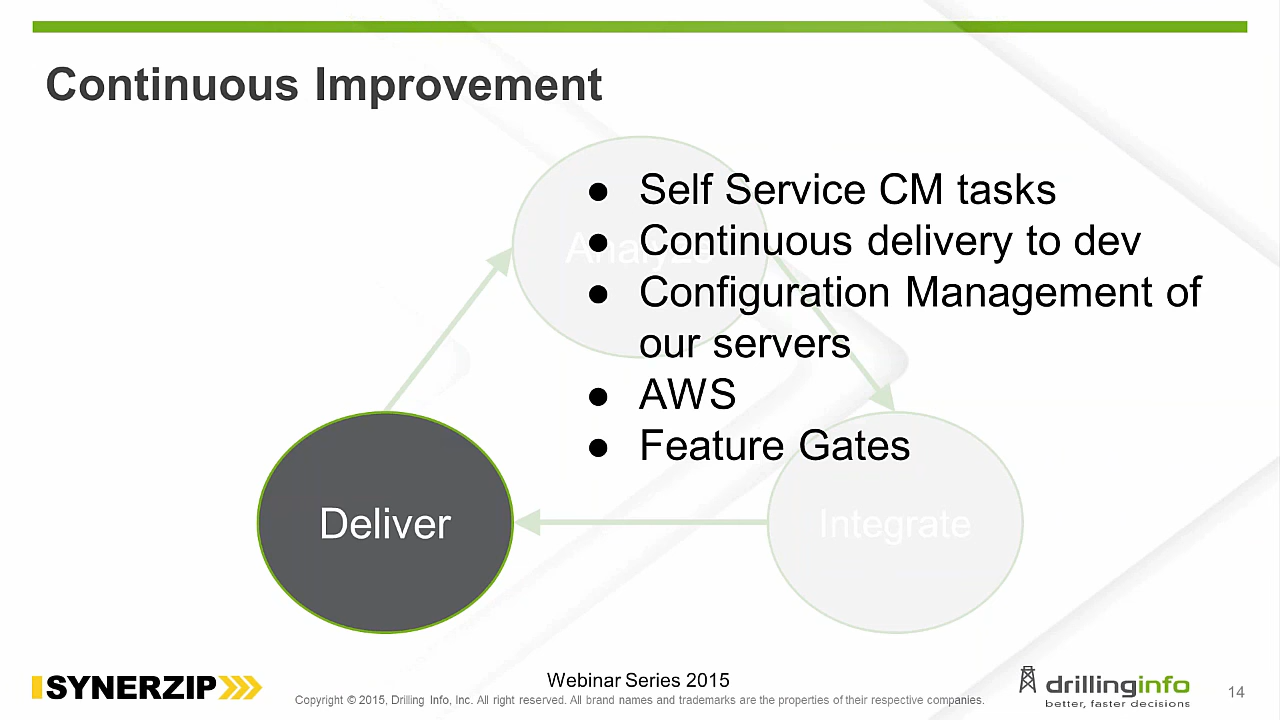 Continuous Improvement
● Self Service CM tasks
● Continuous delivery to dev
● Configuration Management of
our servers
● AWS
● Feature Gates
Deliver
Integrate
SYNERZIP
Webinar Series 2015
Copyright © 2015, Drilling Info, Inc. All right reserved. All brand names and trademarks are the properties of their respective companies.
drillinginfo
better, faster decisions
14